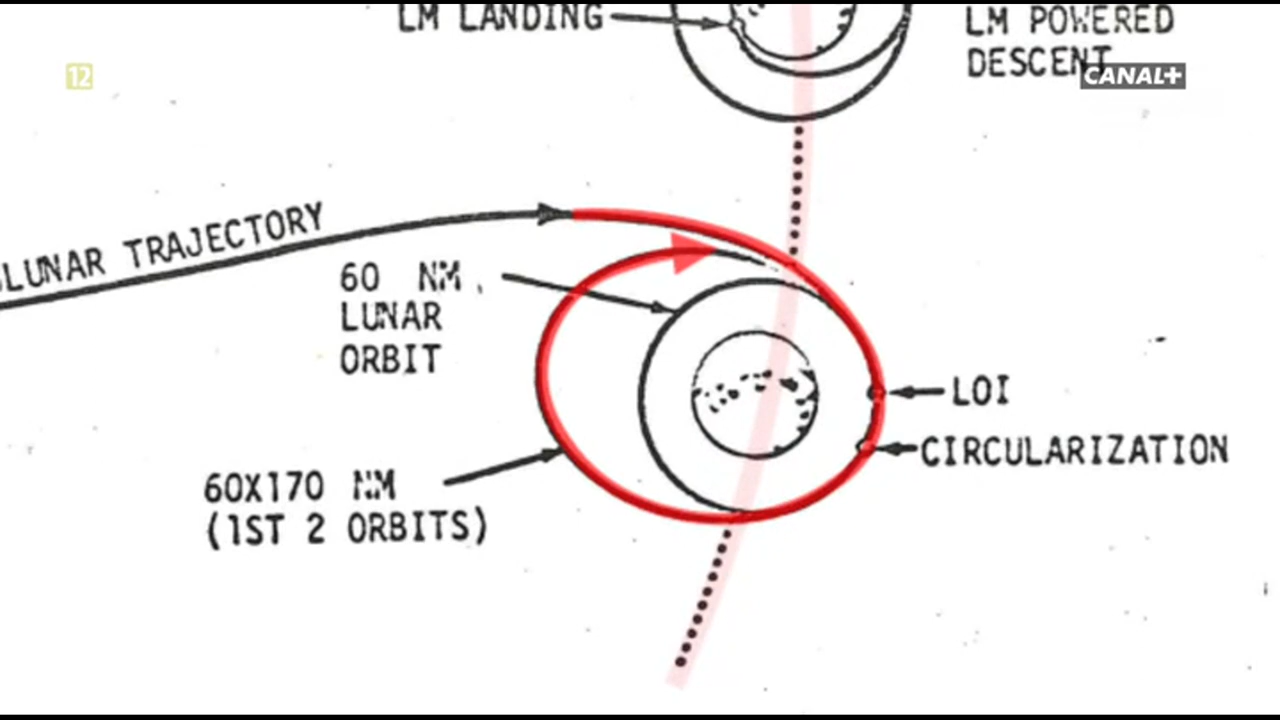 LM LANDING
LM POWERED
DESCENT
12
CANAL+
LUNAR TRAJECTORY
60 NM
LUNAR
ORBIT
LOI
CIRCULARIZATION
60X170 NM
(1ST 2 ORBITS)